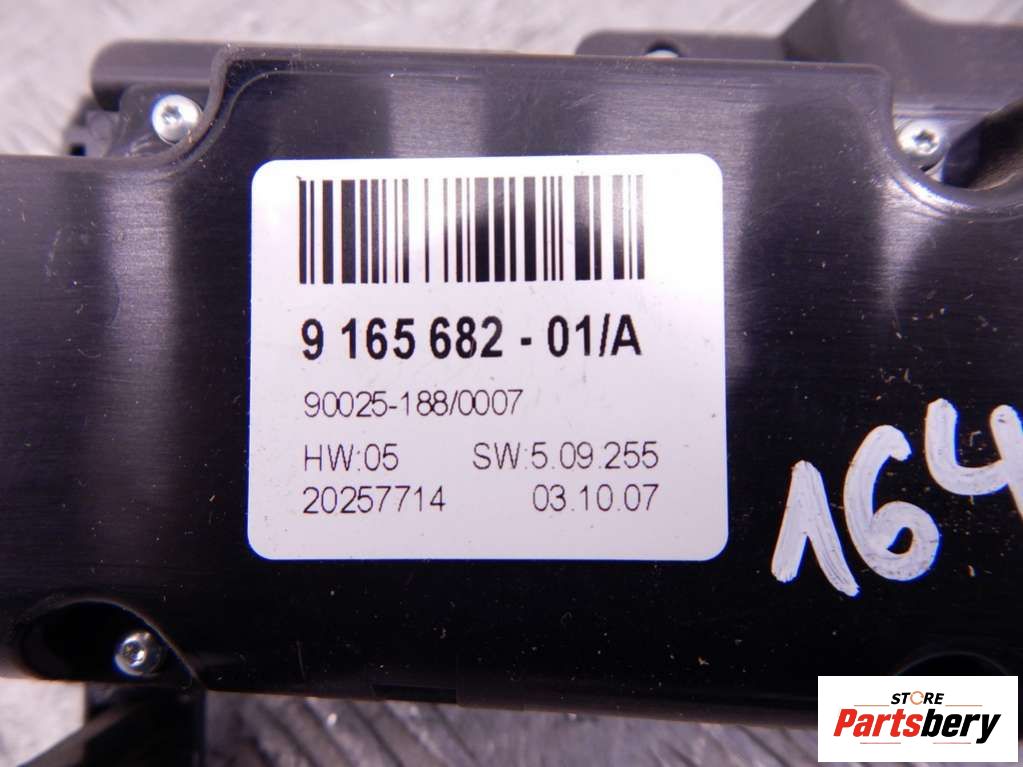 9 165 682 - 01/A
90025-188/0007
HW:05 SW:5.09.255
20257714 03.10.07
164
STORE
Partsbery